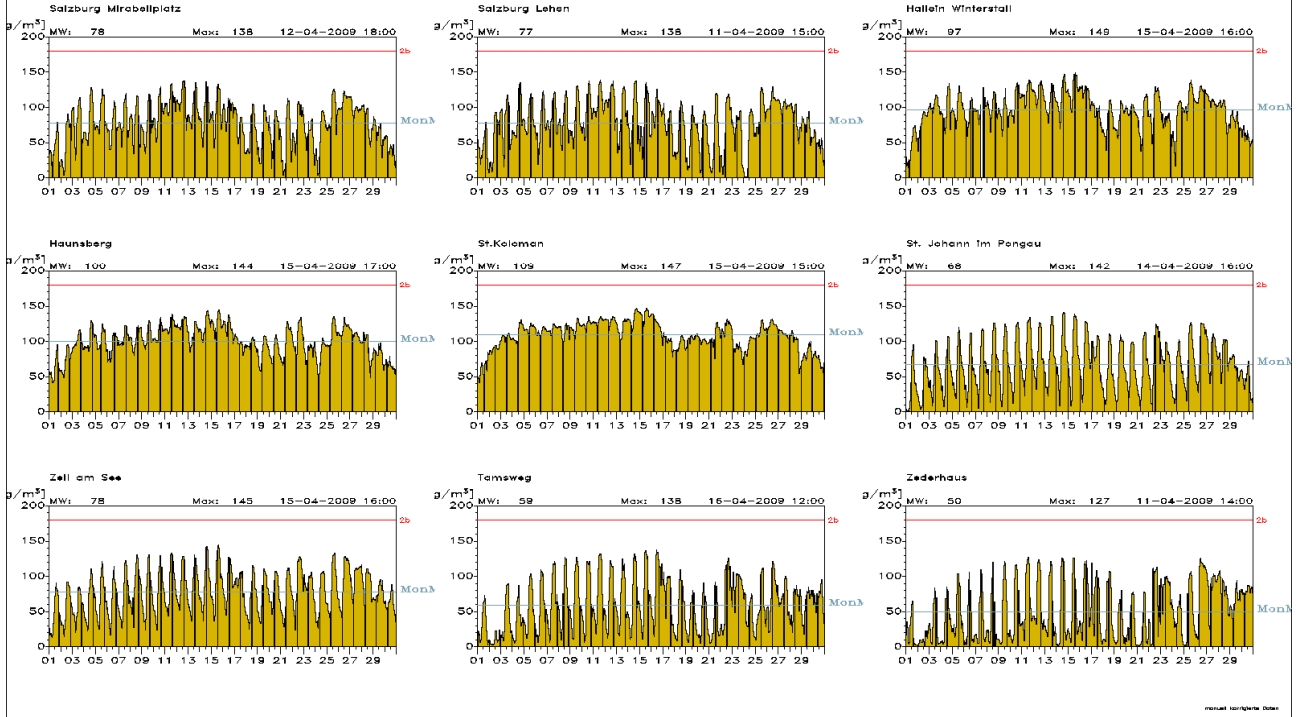 Salzburg Mirabellplatz
g/m³]
MW: 78 Max: 138 12-04-2009 18:00
200
2b
150
100
MonM
50
0
01 03 05 07 09 11 13 15 17 19 21 23 25 27 29
Salzburg Lehen
g/m³]
MW: 77 Max: 138 11-04-2009 15:00
200
2b
150
100
MonM
50
0
01 03 05 07 09 11 13 15 17 19 21 23 25 27 29
Hallein Winterstall
g/m³]
MW: 97 Max: 149 15-04-2009 16:00
200
2b
150
100
MonM
50
0
01 03 05 07 09 11 13 15 17 19 21 23 25 27 29
Haunsberg
g/m³]
MW: 100 Max: 144 15-04-2009 17:00
200
2b
150
100
MonM
50
0
01 03 05 07 09 11 13 15 17 19 21 23 25 27 29
St.Koloman
g/m³]
MW: 109 Max: 147 15-04-2009 15:00
200
2b
150
100
MonM
50
0
01 03 05 07 09 11 13 15 17 19 21 23 25 27 29
St. Johann im Pongau
g/m³]
MW: 68 Max: 142 14-04-2009 16:00
200
2b
150
100
MonM
50
0
01 03 05 07 09 11 13 15 17 19 21 23 25 27 29
Zell am See
g/m³]
MW: 78 Max: 145 15-04-2009 16:00
200
2b
150
100
MonM
50
0
01 03 05 07 09 11 13 15 17 19 21 23 25 27 29
Tamsweg
g/m³]
MW: 59 Max: 138 16-04-2009 12:00
200
2b
150
100
MonM
50
0
01 03 05 07 09 11 13 15 17 19 21 23 25 27 29
Zederhaus
g/m³]
MW: 50 Max: 127 11-04-2009 14:00
200
2b
150
100
MonM
50
0
01 03 05 07 09 11 13 15 17 19 21 23 25 27 29
manuell korrigierte Daten